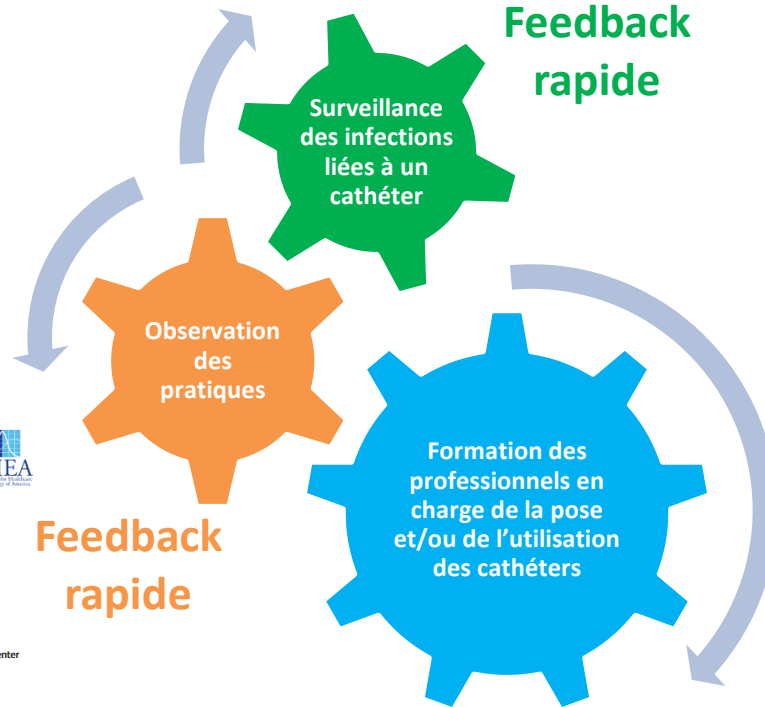 Feedback
rapide
Surveillance
des infections
liées à un
cathéter
Observation
des
pratiques
Formation des
professionnels en
charge de la pose
et/ou de l'utilisation
des cathéters
Feedback
rapide